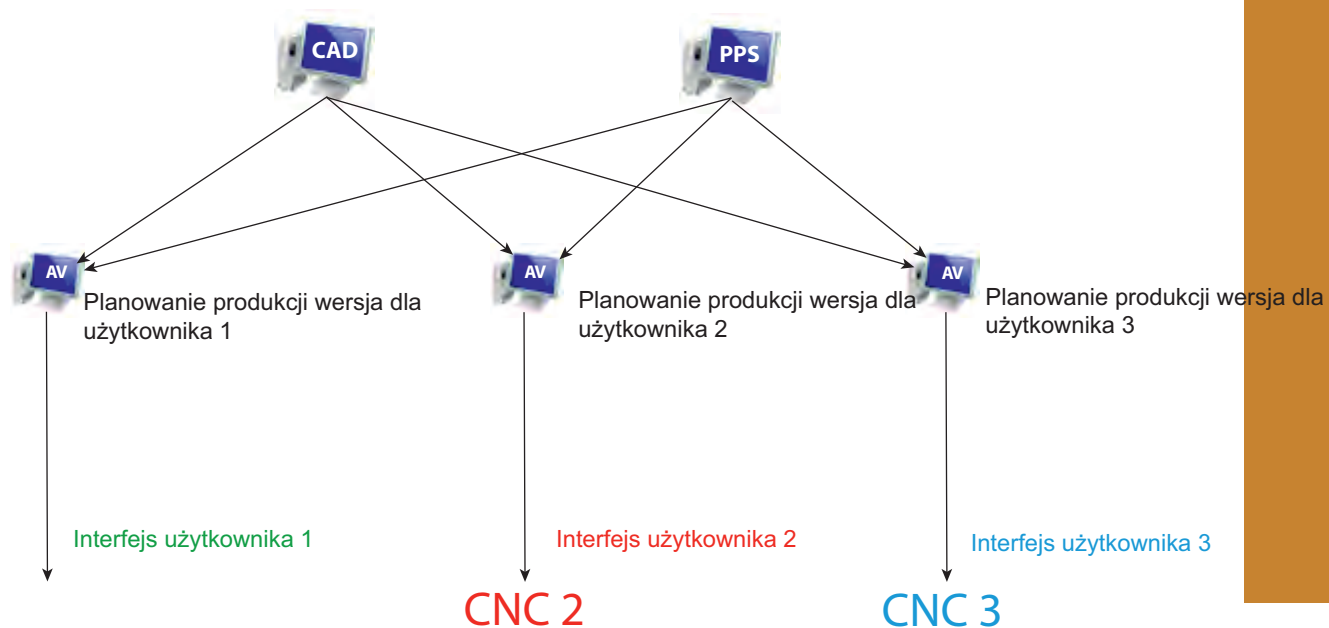 CAD
PPS
AV
Planowanie produkcji wersja dla
użytkownika 1
AV
Planowanie produkcji wersja dla
użytkownika 2
AV
Planowanie produkcji wersja dla
użytkownika 3
Interfejs użytkownika 1
Interfejs użytkownika 2
Interfejs użytkownika 3
CNC 2
CNC 3